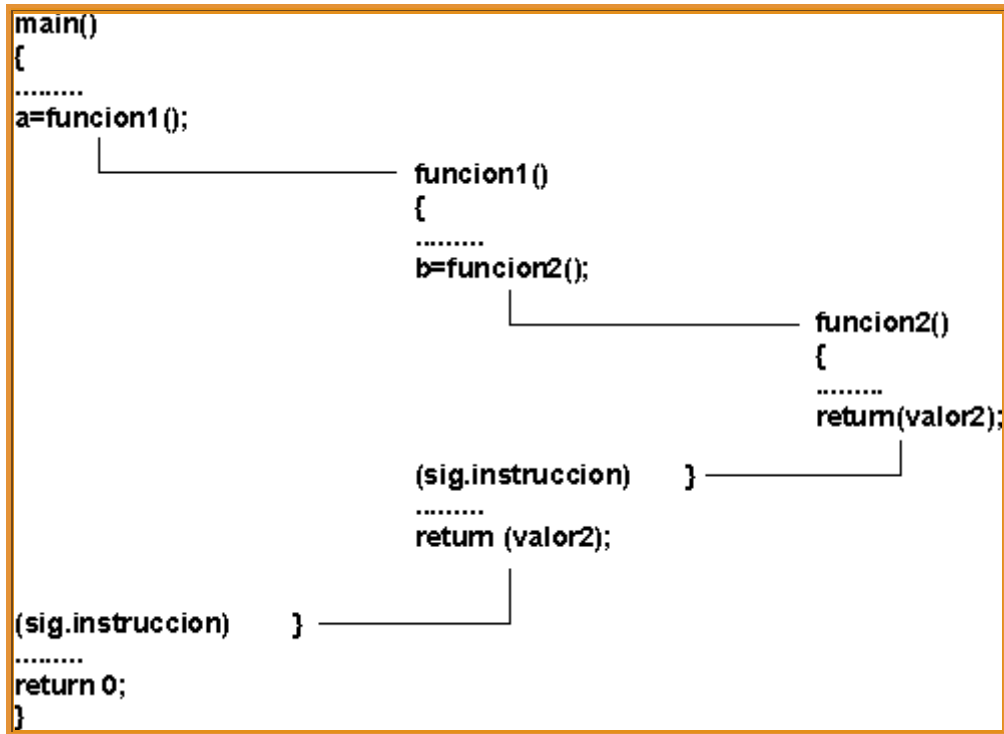 main()
{
.........
a=funcion1();
funcion1()
{
.........
b=funcion2();
funcion2()
{
.........
return(valor2);
(sig.instruccion) }
.........
return (valor2);
(sig.instruccion) }
.........
return 0;
}